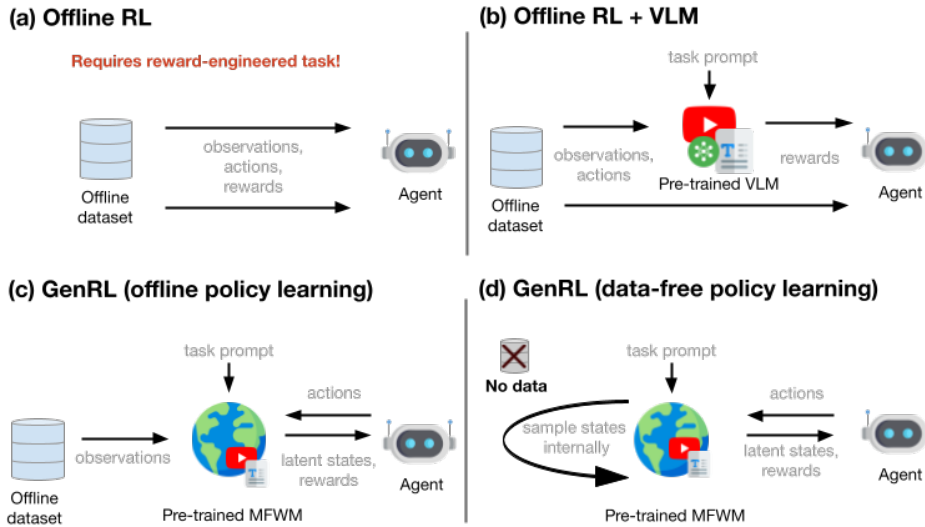 (a) Offline RL
Requires reward-engineered task!
observations,
actions,
rewards
Offline
dataset
Agent
(b) Offline RL + VLM
task prompt
observations,
actions
T
Pre-trained VLM
rewards
Offline
dataset
Agent
(c) GenRL (offline policy learning)
task prompt
observations
T
actions
latent states,
rewards
Offline
dataset
Pre-trained MFWM
Agent
(d) GenRL (data-free policy learning)
No data
task prompt
sample states
internally
T
actions
latent states,
rewards
Pre-trained MFWM
Agent